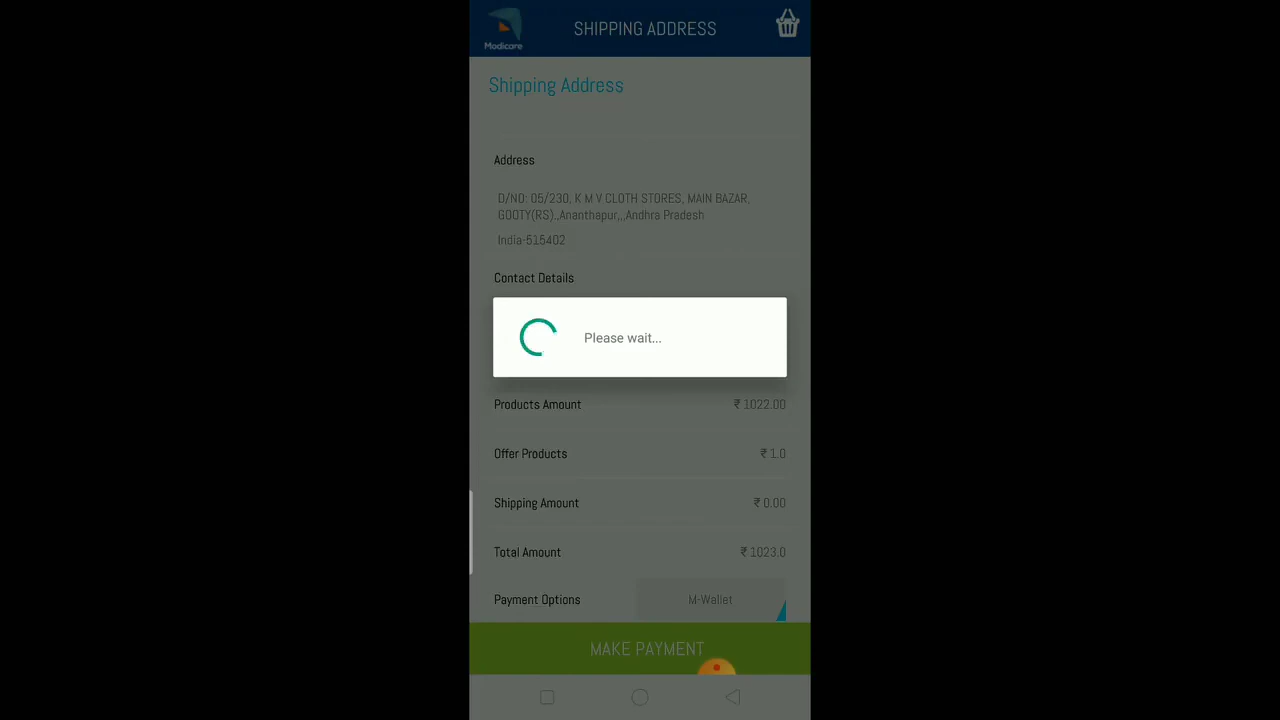 Modicare
SHIPPING ADDRESS
Shipping Address
Address
D/NO: 05/230, K M V CLOTH STORES, MAIN BAZAR,
GOOTY(RS).,Ananthapur,,,Andhra Pradesh
India-515402
Contact Details
Please wait...
Products Amount ₹ 1022.00
Offer Products ₹ 1.0
Shipping Amount ₹ 0.00
Total Amount ₹ 1023.0
Payment Options M-Wallet
MAKE PAYMENT